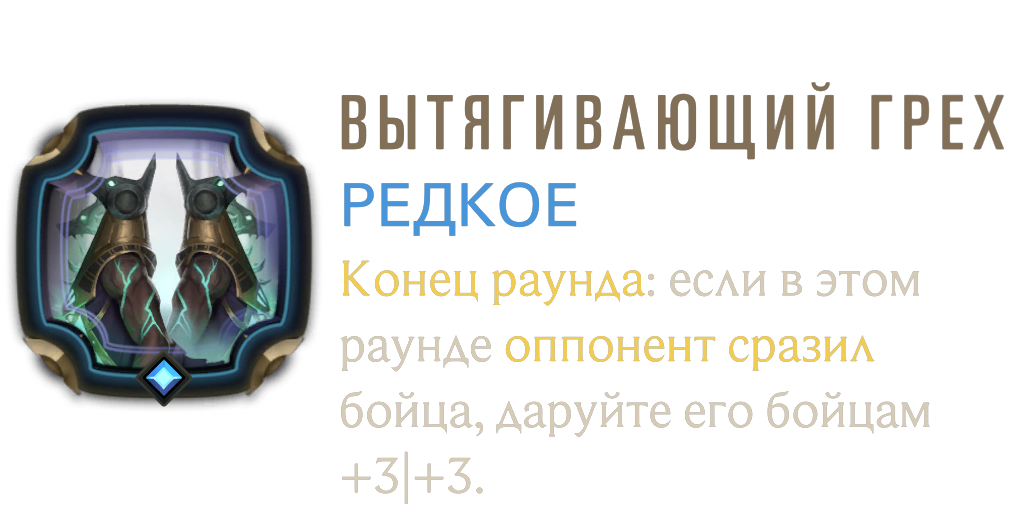 ВЫТЯГИВАЮЩИЙ ГРЕХ
РЕДКОЕ
Конец раунда: если в этом
раунде оппонент сразил
бойца, даруйте его бойцам
+3|+3.